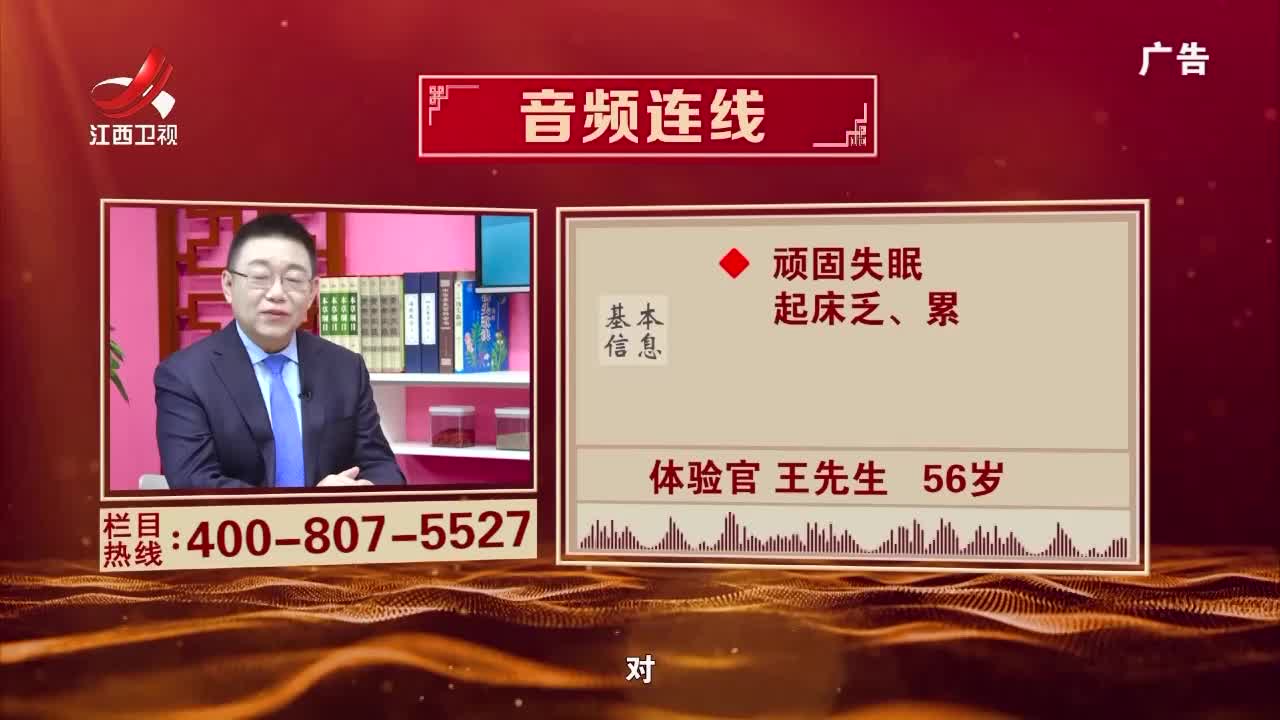 江西卫视
广告
音频连线
顽固失眠
起床乏、累
基本
信息
体验官 王先生 56岁
栏目
热线:400-807-5527
对